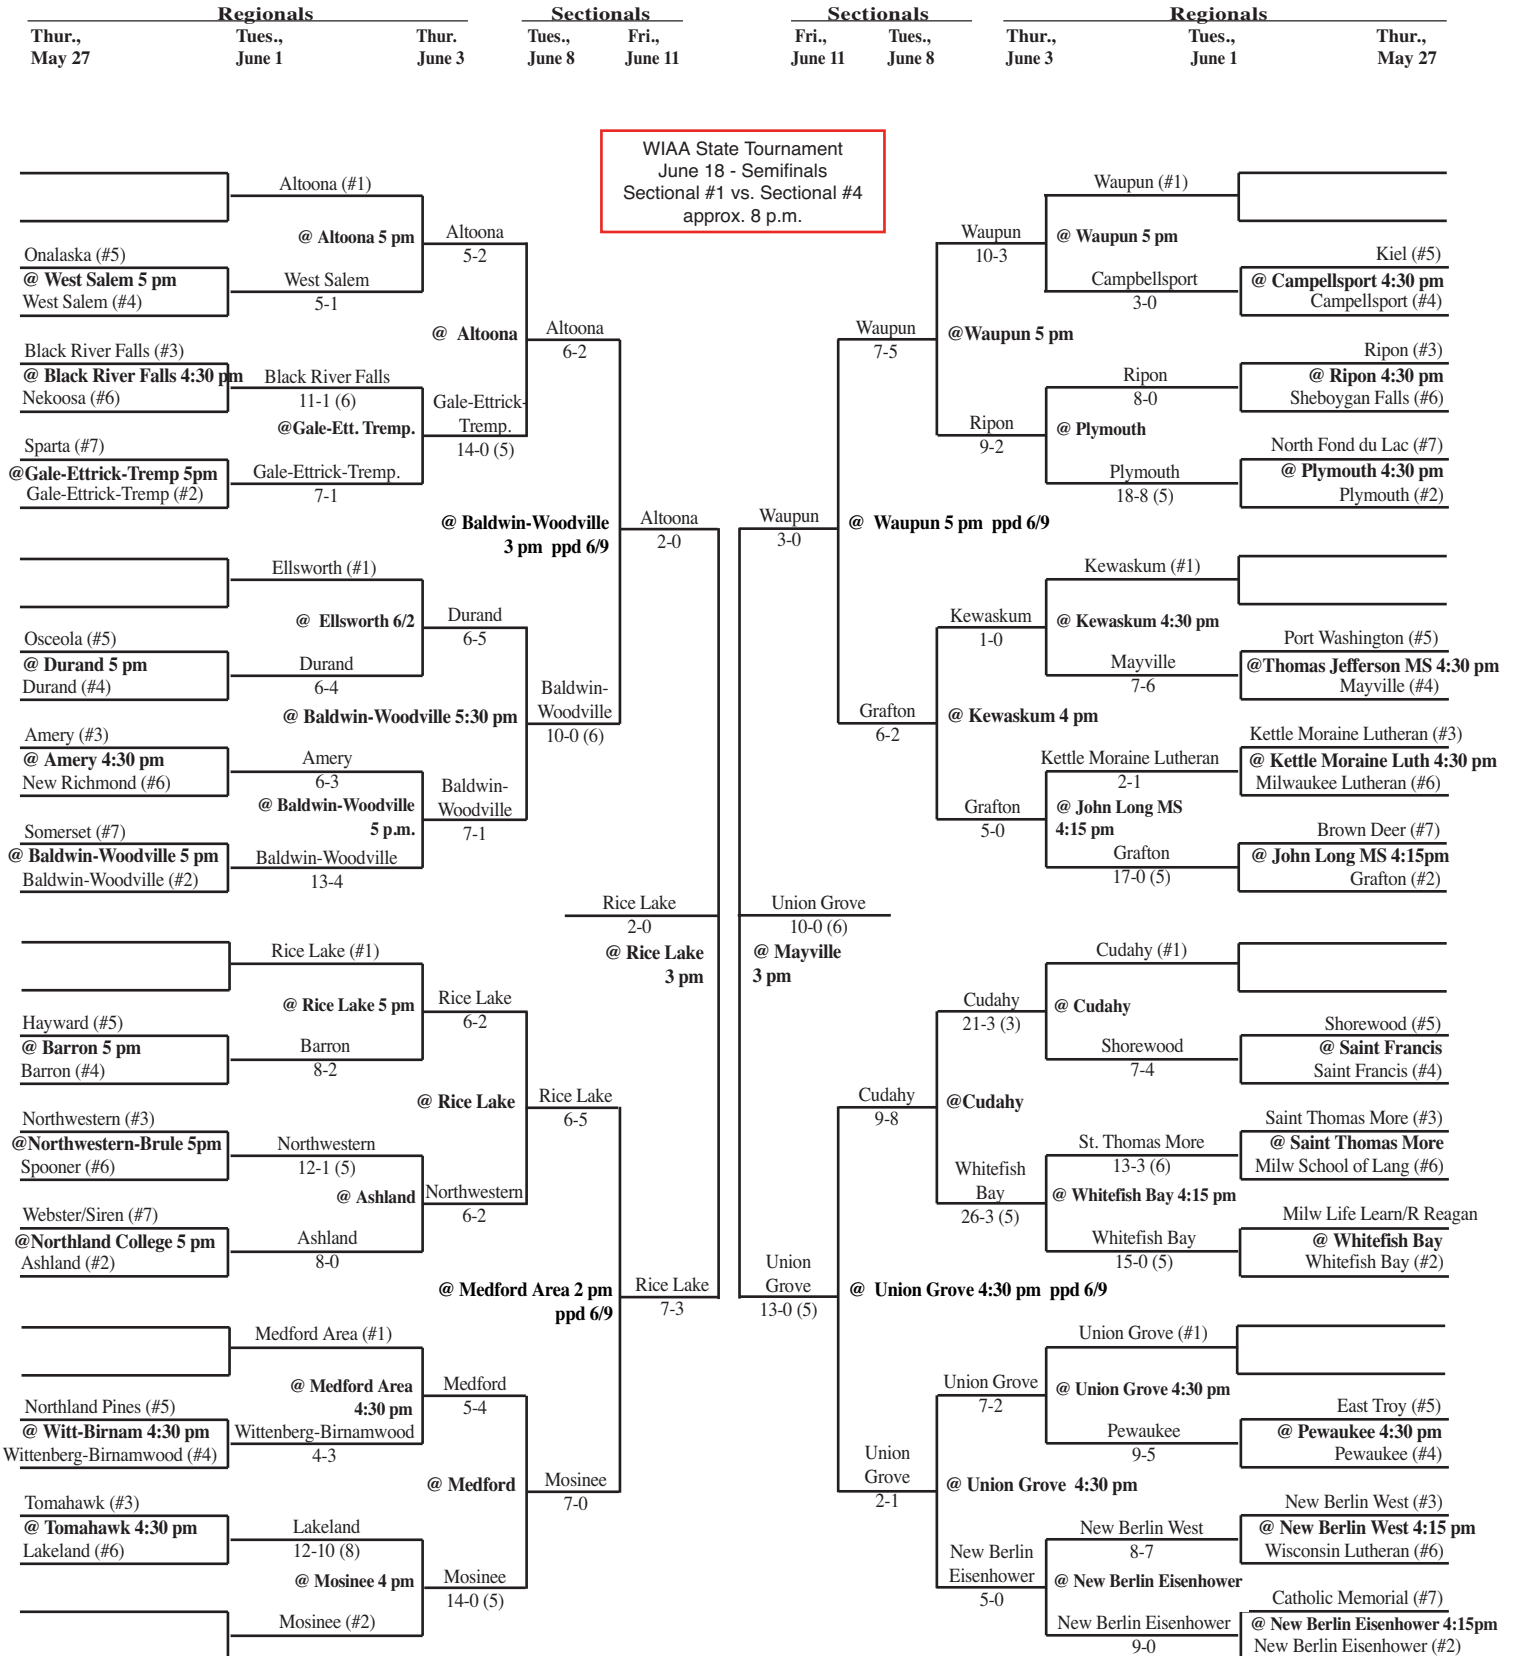 Regionals
Sectionals
Sectionals
Regionals
Thur.,
May 27
Tues.,
June 1
Thur.
June 3
Tues.,
June 8
Fri.,
June 11
Fri.,
June 11
Tues.,
June 8
Thur.,
June 3
Tues.,
June 1
Thur.,
May 27
WIAA State Tournament
June 18 - Semifinals
Sectional #1 vs. Sectional #4
approx. 8 p.m.
Onalaska (#5)
@ West Salem 5 pm
West Salem (#4)
Black River Falls (#3)
@ Black River Falls 4:30 pm
Nekoosa (#6)
Sparta (#7)
@Gale-Ettrick-Tremp 5pm
Gale-Ettrick-Tremp (#2)
Osceola (#5)
@ Durand 5 pm
Durand (#4)
Amery (#3)
@ Amery 4:30 pm
New Richmond (#6)
Somerset (#7)
@ Baldwin-Woodville 5 pm
Baldwin-Woodville (#2)
Hayward (#5)
@ Barron 5 pm
Barron (#4)
Northwestern (#3)
@Northwestern-Brule 5pm
Spooner (#6)
Webster/Siren (#7)
@Northland College 5 pm
Ashland (#2)
Northland Pines (#5)
@ Witt-Birnam 4:30 pm
Wittenberg-Birnamwood (#4)
Tomahawk (#3)
@ Tomahawk 4:30 pm
Lakeland (#6)
Altoona (#1)
@ Altoona 5 pm
West Salem
5-1
Black River Falls
11-1 (6)
@Gale-Ett. Tremp.
Gale-Ettrick-Tremp.
7-1
Ellsworth (#1)
@ Ellsworth 6/2
Durand
6-4
Amery
6-3
@ Baldwin-Woodville
5 p.m.
Baldwin-Woodville
13-4
Rice Lake (#1)
@ Rice Lake 5 pm
Barron
8-2
Northwestern
12-1 (5)
@ Ashland
Ashland
8-0
Medford Area (#1)
@ Medford Area
4:30 pm
Wittenberg-Birnamwood
4-3
Lakeland
12-10 (8)
@ Mosinee 4 pm
Mosinee (#2)
Altoona
5-2
@ Altoona
Gale-Ettrick-
Tremp.
14-0 (5)
Durand
6-5
@ Baldwin-Woodville 5:30 pm
Baldwin-
Woodville
7-1
Rice Lake
6-2
@ Rice Lake
Northwestern
6-2
Medford
5-4
@ Medford
Mosinee
14-0 (5)
Altoona
6-2
@ Baldwin-Woodville
3 pm ppd 6/9
Baldwin-
Woodville
10-0 (6)
Rice Lake
6-5
@ Medford Area 2 pm
ppd 6/9
Mosinee
7-0
Altoona
2-0
Rice Lake
2-0
@ Rice Lake
3 pm
Rice Lake
7-3
Waupun
3-0
Union Grove
10-0 (6)
@ Mayville
3 pm
Union
Grove
13-0 (5)
Waupun
7-5
@ Waupun 5 pm ppd 6/9
Grafton
6-2
Cudahy
9-8
@ Union Grove 4:30 pm ppd 6/9
Union
Grove
2-1
Waupun
10-3
@Waupun 5 pm
Ripon
9-2
Kewaskum
1-0
@ Kewaskum 4 pm
Grafton
5-0
Cudahy
21-3 (3)
@Cudahy
Whitefish
Bay
26-3 (5)
Union Grove
7-2
@ Union Grove 4:30 pm
New Berlin
Eisenhower
5-0
Waupun (#1)
@ Waupun 5 pm
Campbellsport
3-0
Ripon
8-0
@ Plymouth
Plymouth
18-8 (5)
Kewaskum (#1)
@ Kewaskum 4:30 pm
Mayville
7-6
Kettle Moraine Lutheran
2-1
@ John Long MS
4:15 pm
Grafton
17-0 (5)
Cudahy (#1)
@ Cudahy
Shorewood
7-4
St. Thomas More
13-3 (6)
@ Whitefish Bay 4:15 pm
Whitefish Bay
15-0 (5)
Union Grove (#1)
@ Union Grove 4:30 pm
Pewaukee
9-5
New Berlin West
8-7
@ New Berlin Eisenhower
New Berlin Eisenhower
9-0
Kiel (#5)
@ Campellsport 4:30 pm
Campellsport (#4)
Ripon (#3)
@ Ripon 4:30 pm
Sheboygan Falls (#6)
North Fond du Lac (#7)
@ Plymouth 4:30 pm
Plymouth (#2)
Port Washington (#5)
@Thomas Jefferson MS 4:30 pm
Mayville (#4)
Kettle Moraine Lutheran (#3)
@ Kettle Moraine Luth 4:30 pm
Milwaukee Lutheran (#6)
Brown Deer (#7)
@ John Long MS 4:15pm
Grafton (#2)
Shorewood (#5)
@ Saint Francis
Saint Francis (#4)
Saint Thomas More (#3)
@ Saint Thomas More
Milw School of Lang (#6)
Milw Life Learn/R Reagan
@ Whitefish Bay
Whitefish Bay (#2)
East Troy (#5)
@ Pewaukee 4:30 pm
Pewaukee (#4)
New Berlin West (#3)
@ New Berlin West 4:15 pm
Wisconsin Lutheran (#6)
Catholic Memorial (#7)
@ New Berlin Eisenhower 4:15pm
New Berlin Eisenhower (#2)